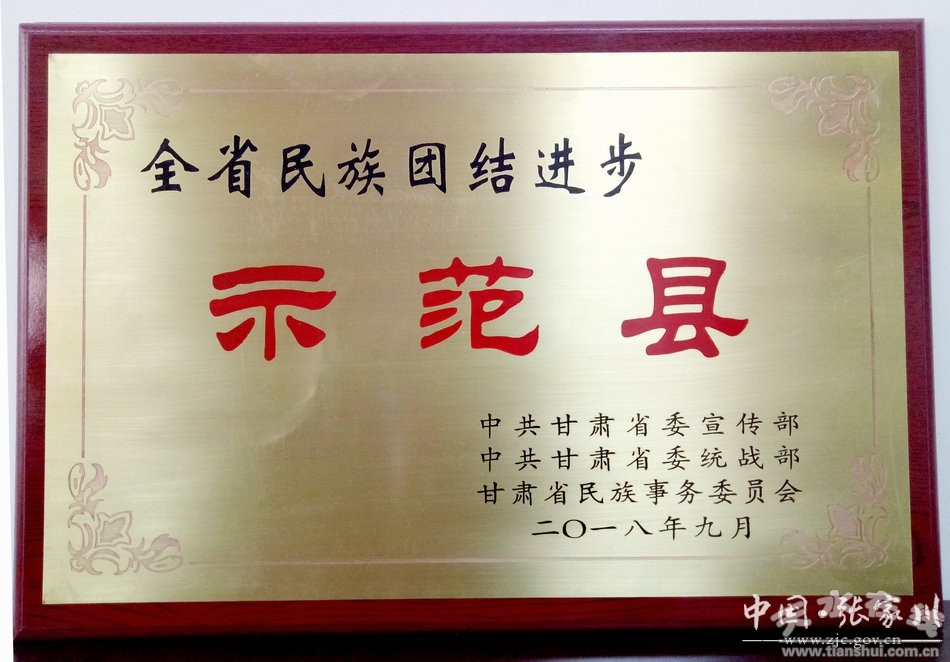 全省民族团结进步
示范县
中共甘肃省委宣传部
中共甘肃省委统战部
甘肃省民族事务委员会
二〇一八年九月
中国·张家川
www.zjc.gov.cn
www.tianshui.com.cn